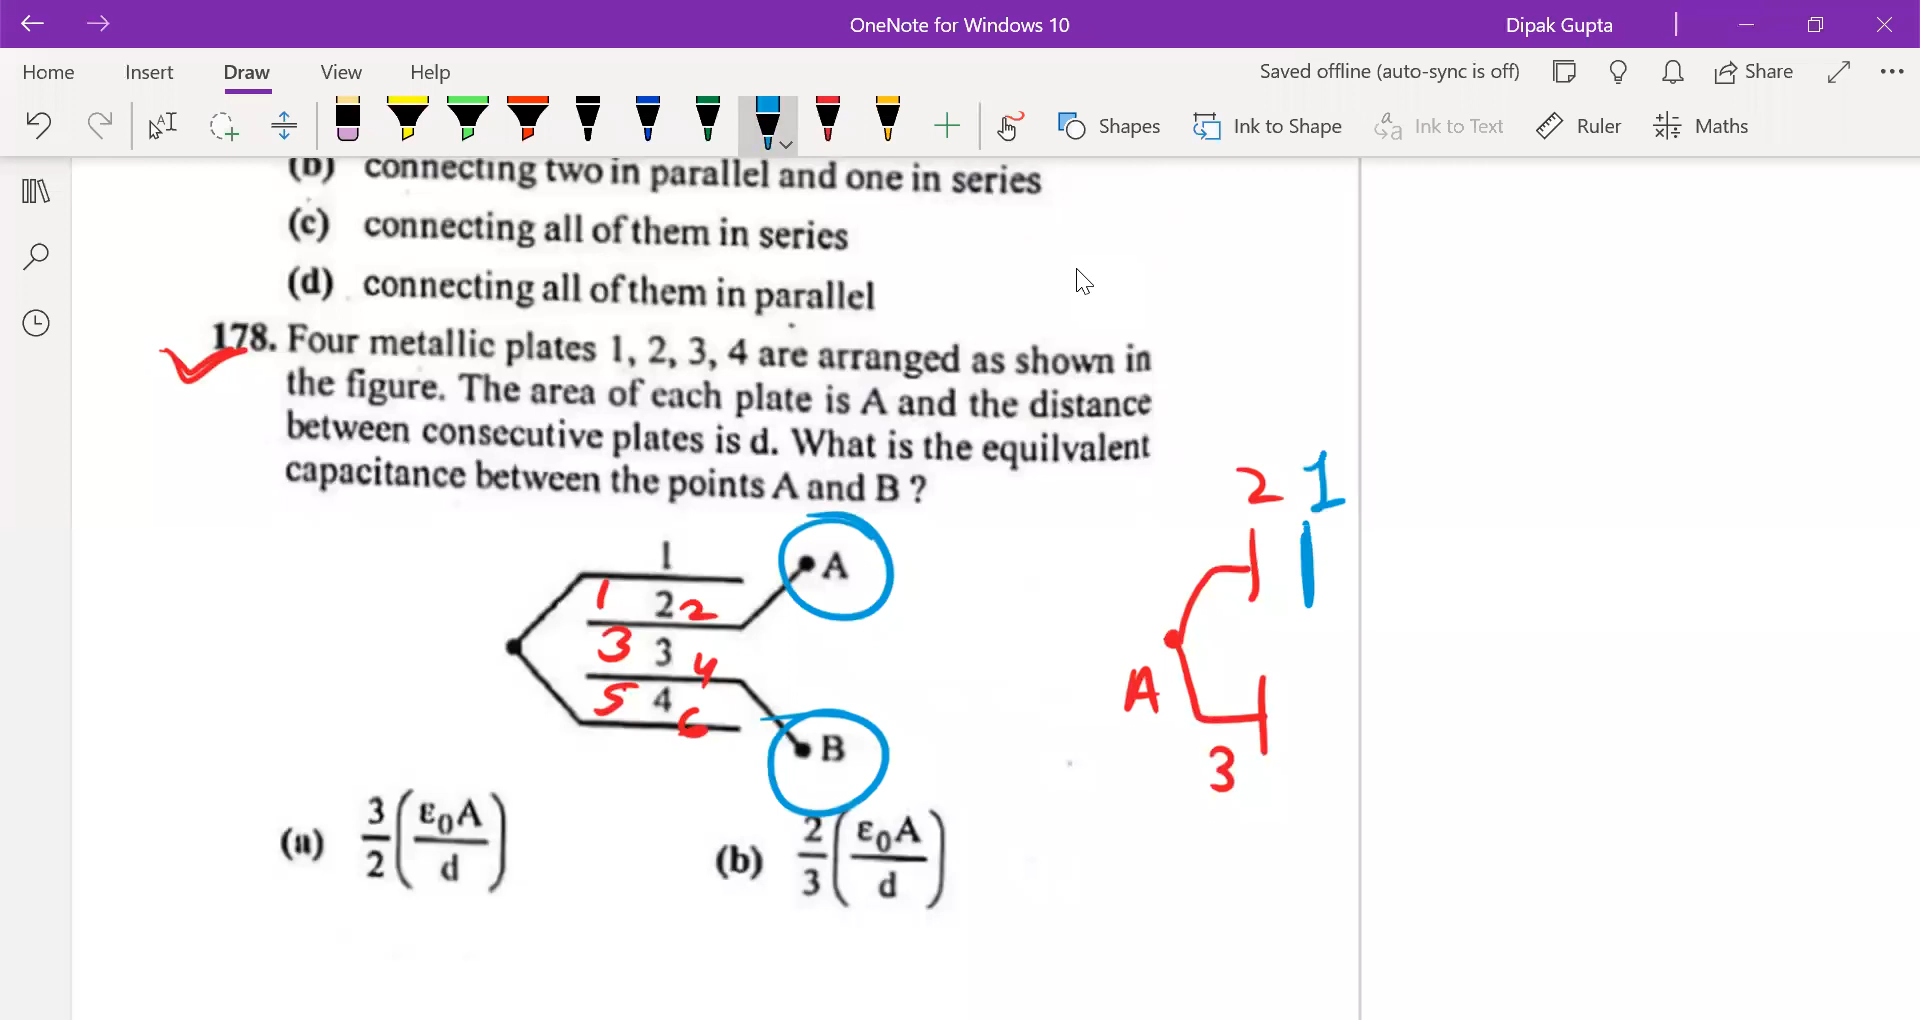 OneNote for Windows 10
Dipak Gupta
Home Insert Draw View Help
Saved offline (auto-sync is off) Share
Shapes Ink to Shape Ink to Text Ruler Maths
(b) connecting two in parallel and one in series
(c) connecting all of them in series
(d) connecting all of them in parallel
178. Four metallic plates 1, 2, 3, 4 are arranged as shown in
the figure. The area of each plate is A and the distance
between consecutive plates is d. What is the equilvalent
capacitance between the points A and B ?
2 1
1
A
1 2 2
3 3 4
5 4 6
B
A
3
(a) 3/2 (ε₀A/d) (b) 2/3 (ε₀A/d)